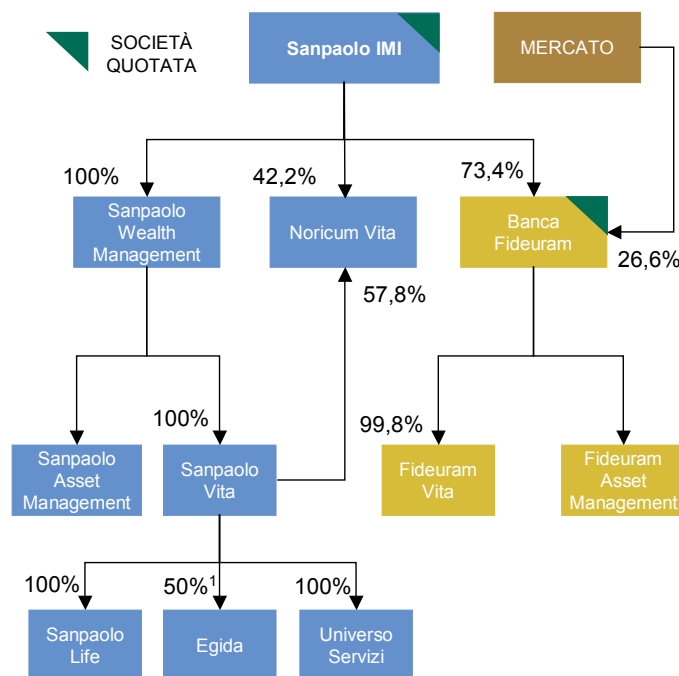 SOCIETÀ
QUOTATA
Sanpaolo IMI
MERCATO
100%
42,2%
73,4%
Sanpaolo
Wealth
Management
Noricum Vita
Banca
Fideuram
26,6%
57,8%
100%
99,8%
Sanpaolo
Asset
Management
Sanpaolo
Vita
Fideuram
Vita
Fideuram
Asset
Management
100%
50%¹
100%
Sanpaolo
Life
Egida
Universo
Servizi